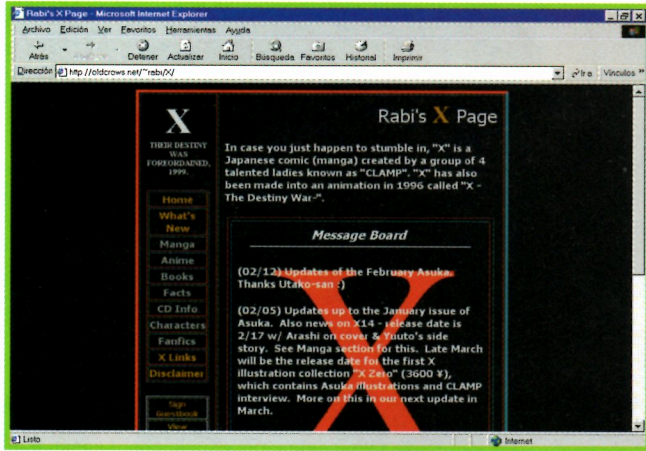 Rabi's X Page - Microsoft Internet Explorer
Archivo Edición Ver Favoritos Herramientas Ayuda
Atrás Detener Actualizar Inicio Búsqueda Favoritos Historial Imprimir
Dirección http://oldcrows.net/~rabi/X/ Ir a Vínculos »
X
THEIR DESTINY
WAS
FOREORDAINED,
1999.
Home
What's
New
Manga
Anime
Books
Facts
CD Info
Characters
Fanfics
X Links
Disclaimer
Sign
Guestbook
View
Rabi's X Page
In case you just happen to stumble in, "X" is a
Japanese comic (manga) created by a group of 4
talented ladies known as "CLAMP". "X" has also
been made into an animation in 1996 called "X -
The Destiny War-".
Message Board
(02/12) Updates of the February Asuka.
Thanks Utako-san :)
(02/05) Updates up to the January issue of
Asuka. Also news on X14 - release date is
2/17 w/ Arashi on cover & Yuuto's side
story. See Manga section for this. Late March
will be the release date for the first X
illustration collection "X Zero" (3600 ¥),
which contains Asuka illustrations and CLAMP
interview. More on this in our next update in
March.
Listo
Internet